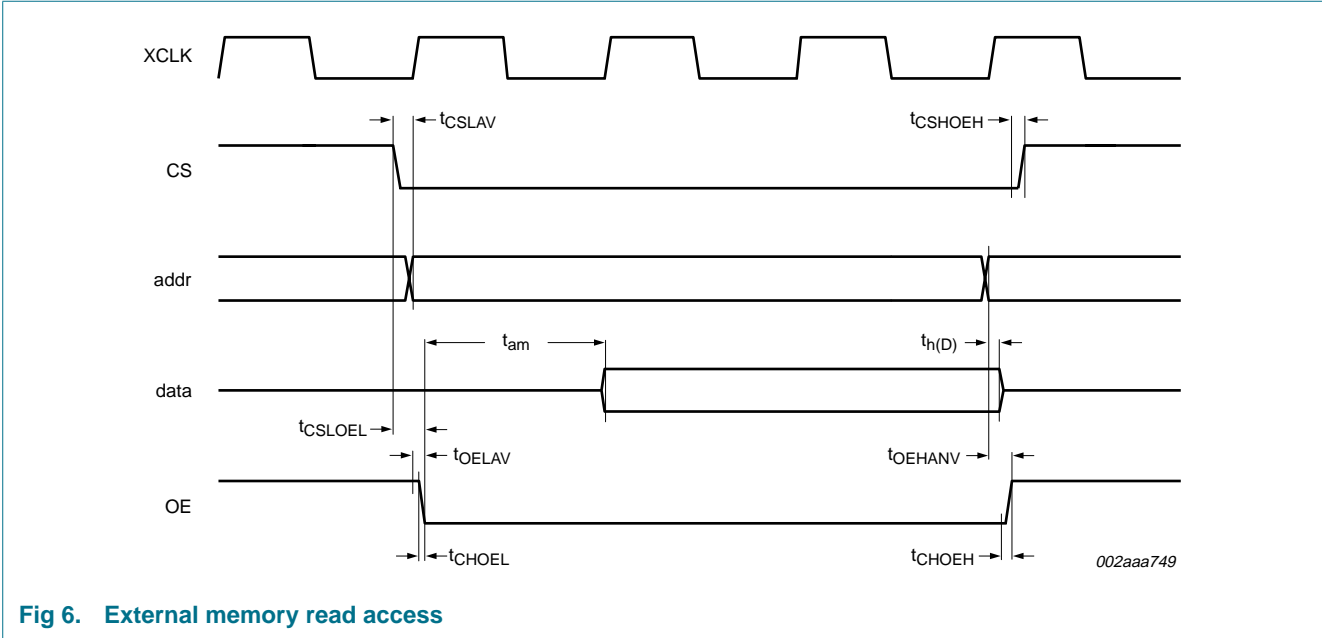 XCLK
tCSLAV
tCSHOEH
CS
addr
tam
th(D)
data
tCSLOEL
tOELAV
tOEHANV
OE
tCHOEL
tCHOEH
002aaa749
Fig 6. External memory read access